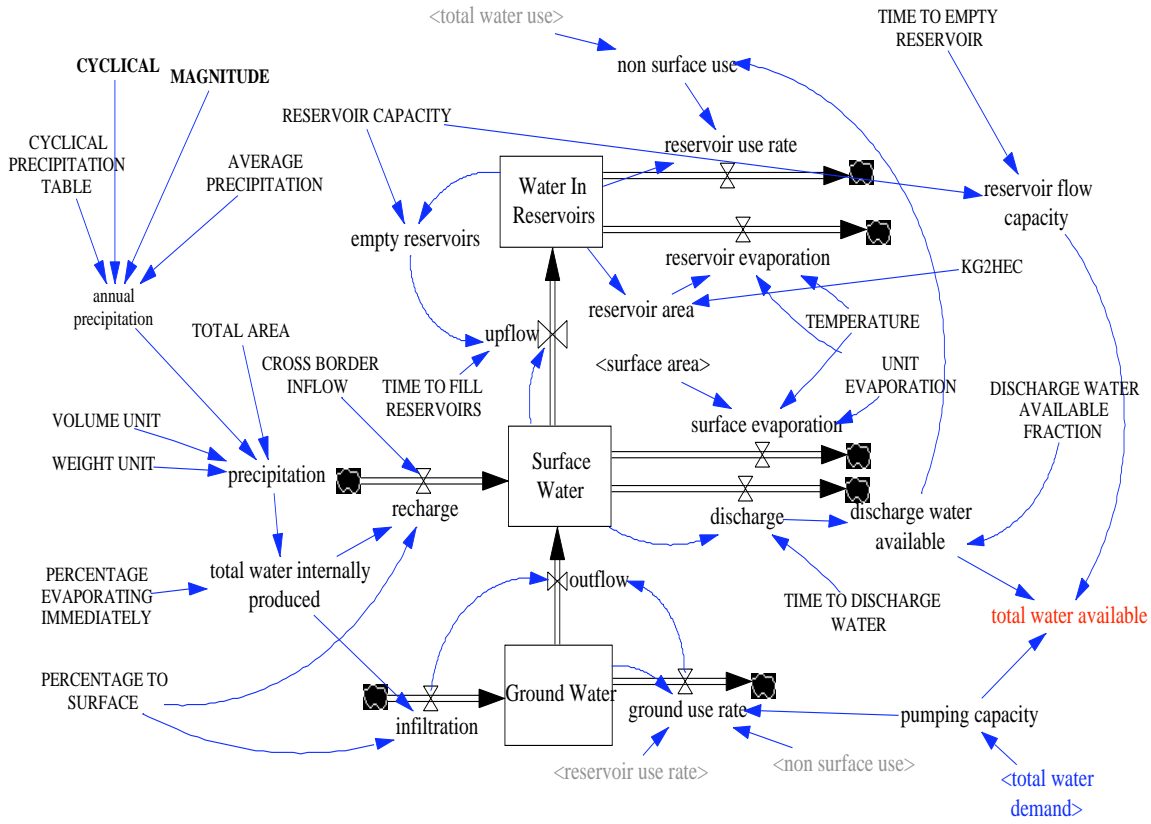 <total water use>
TIME TO EMPTY
RESERVOIR
CYCLICAL
MAGNITUDE
non surface use
RESERVOIR CAPACITY
CYCLICAL
PRECIPITATION
TABLE
AVERAGE
PRECIPITATION
reservoir use rate
Water In
Reservoirs
reservoir flow
capacity
empty reservoirs
reservoir evaporation
KG2HEC
annual
precipitation
reservoir area
TOTAL AREA
upflow
TEMPERATURE
CROSS BORDER
INFLOW
TIME TO FILL
RESERVOIRS
<surface area>
UNIT
EVAPORATION
DISCHARGE WATER
AVAILABLE
FRACTION
VOLUME UNIT
surface evaporation
WEIGHT UNIT
precipitation
Surface
Water
recharge
discharge
discharge water
available
PERCENTAGE
EVAPORATING
IMMEDIATELY
total water internally
produced
outflow
TIME TO DISCHARGE
WATER
total water available
PERCENTAGE TO
SURFACE
Ground Water
infiltration
ground use rate
pumping capacity
<reservoir use rate>
<non surface use>
<total water
demand>